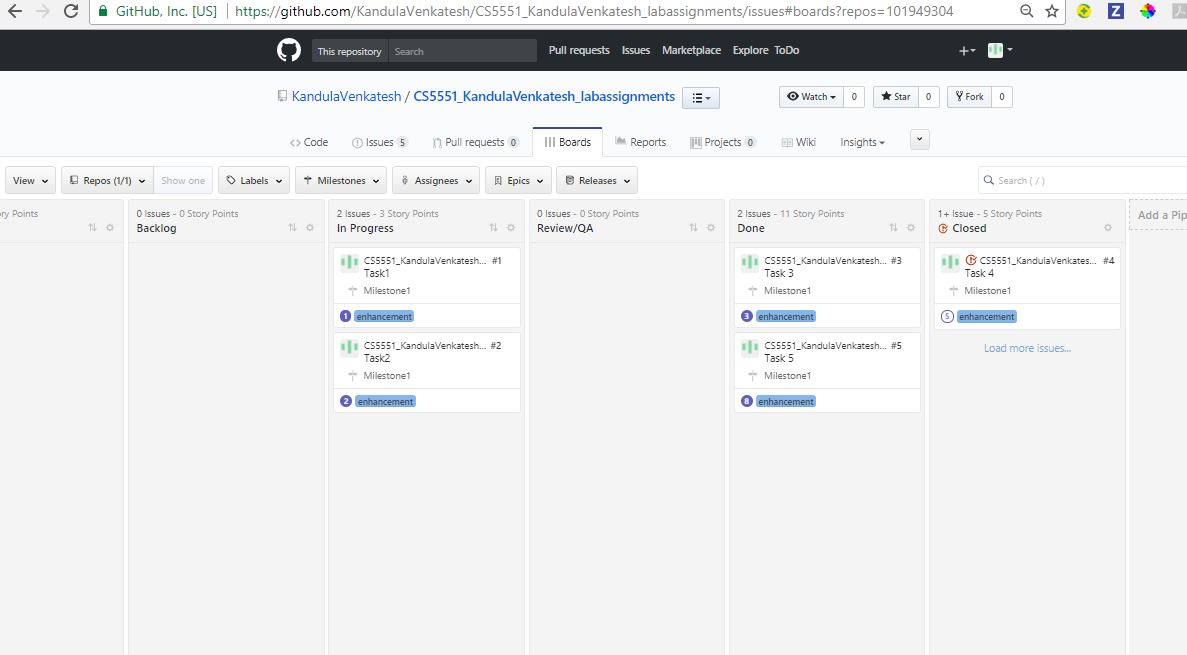 GitHub, Inc. [US] https://github.com/KandulaVenkatesh/CS5551_KandulaVenkatesh_labassignments/issues#boards?repos=101949304
Z
This repository Search Pull requests Issues Marketplace Explore ToDo
KandulaVenkatesh / CS5551_KandulaVenkatesh_labassignments Watch 0 Star 0 Fork 0
Code Issues 5 Pull requests 0 Boards Reports Projects 0 Wiki Insights
View Repos (1/1) Show one Labels Milestones Assignees Epics Releases Search ( / )
ry Points
0 Issues - 0 Story Points
Backlog
2 Issues - 3 Story Points
In Progress
CS5551_KandulaVenkatesh... #1
Task1
Milestone1
1 enhancement
CS5551_KandulaVenkatesh... #2
Task2
Milestone1
2 enhancement
0 Issues - 0 Story Points
Review/QA
2 Issues - 11 Story Points
Done
CS5551_KandulaVenkatesh... #3
Task 3
Milestone1
3 enhancement
CS5551_KandulaVenkatesh... #5
Task 5
Milestone1
8 enhancement
1+ Issue - 5 Story Points
Closed
CS5551_KandulaVenkates... #4
Task 4
Milestone1
5 enhancement
Load more issues...
Add a Pip